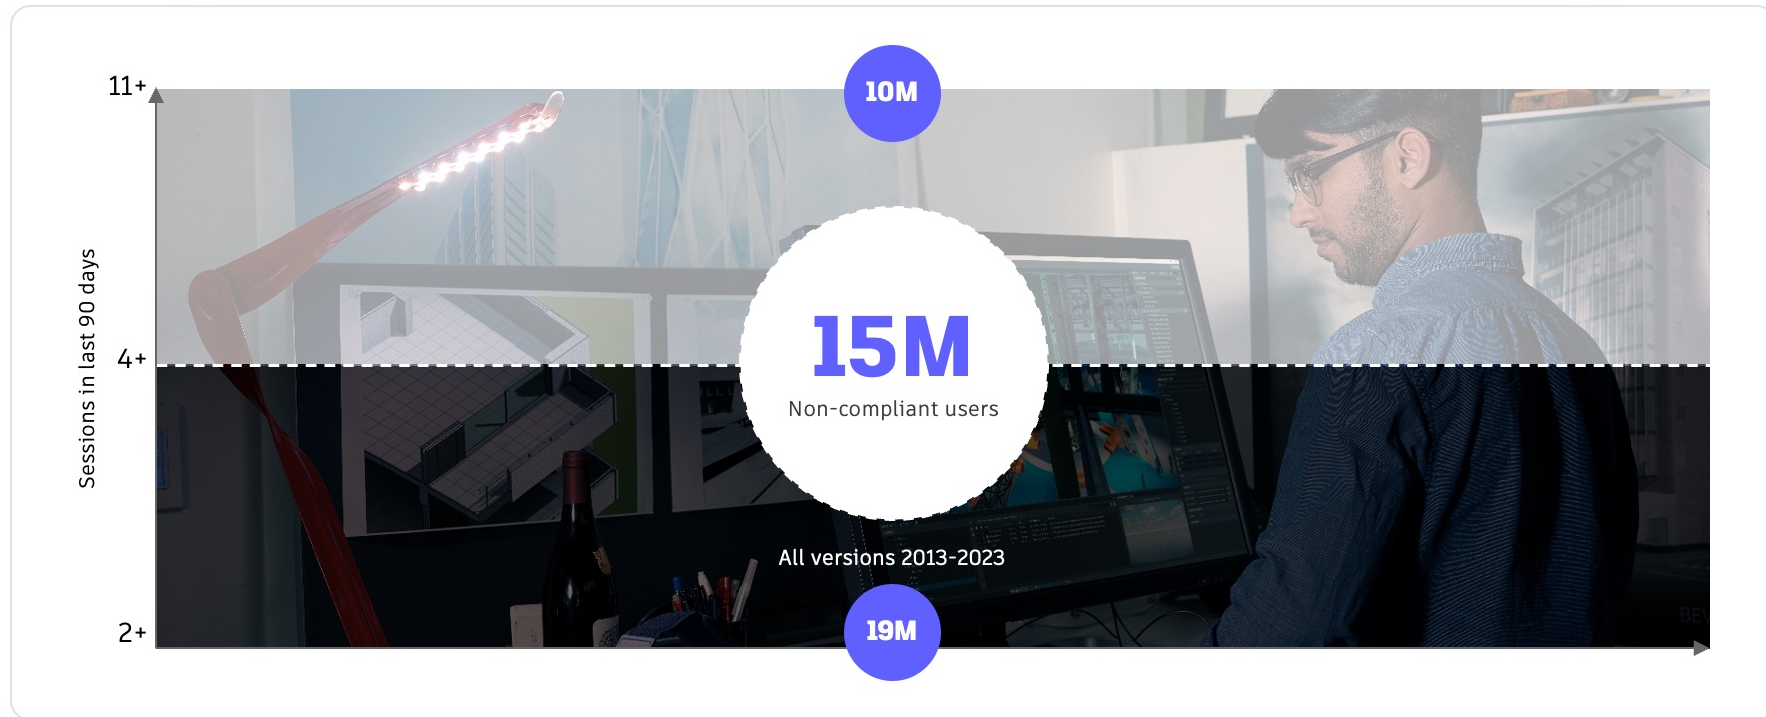 11+
10M
Sessions in last 90 days
4+
15M
Non-compliant users
All versions 2013-2023
2+
19M